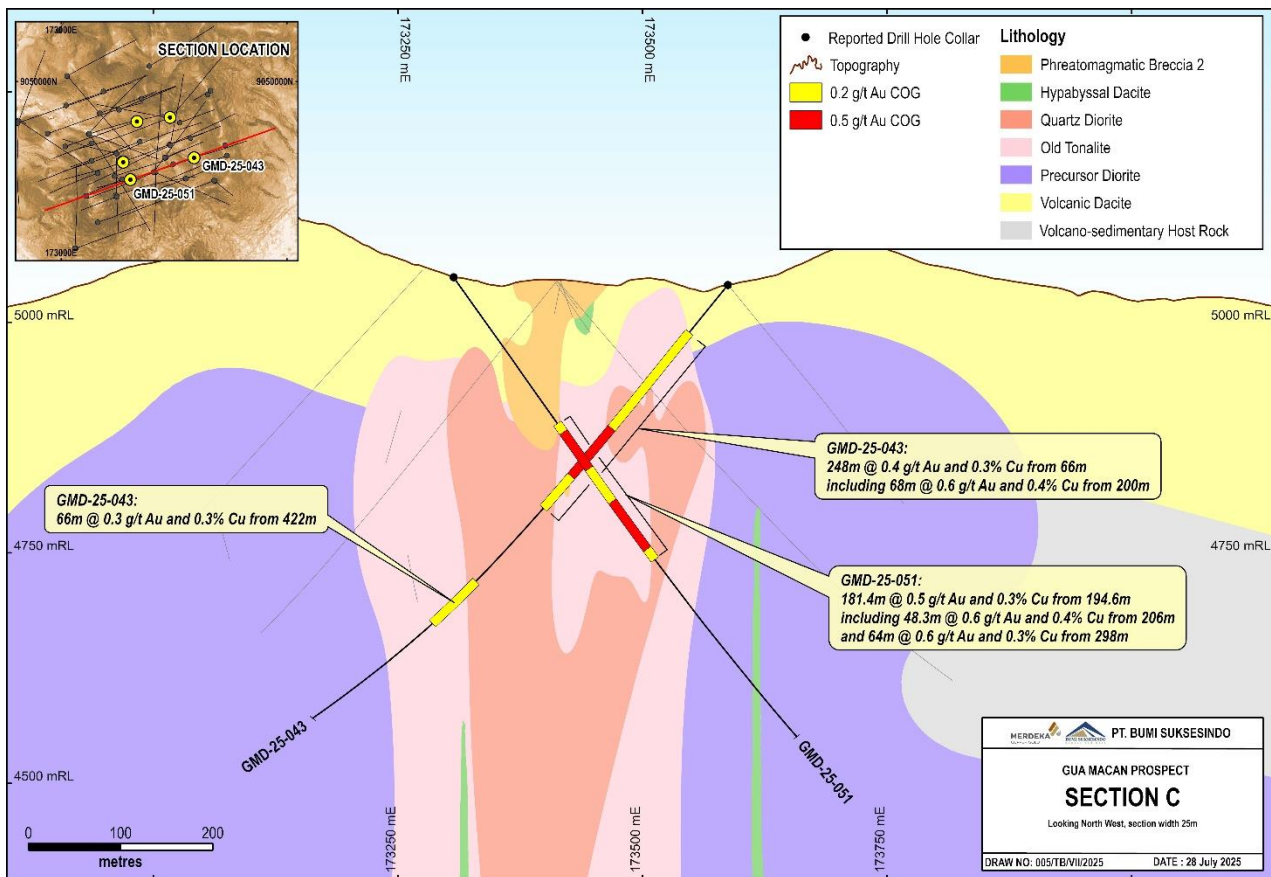 173000E
SECTION LOCATION
9050000N
9050000N
GMD-25-043
GMD-25-051
173000E
173250 mE
173500 mE
Reported Drill Hole Collar
Topography
0.2 g/t Au COG
0.5 g/t Au COG
Lithology
Phreatomagmatic Breccia 2
Hypabyssal Dacite
Quartz Diorite
Old Tonalite
Precursor Diorite
Volcanic Dacite
Volcano-sedimentary Host Rock
5000 mRL
5000 mRL
GMD-25-043:
248m @ 0.4 g/t Au and 0.3% Cu from 66m
including 68m @ 0.6 g/t Au and 0.4% Cu from 200m
GMD-25-043:
66m @ 0.3 g/t Au and 0.3% Cu from 422m
4750 mRL
4750 mRL
GMD-25-051:
181.4m @ 0.5 g/t Au and 0.3% Cu from 194.6m
including 48.3m @ 0.6 g/t Au and 0.4% Cu from 206m
and 64m @ 0.6 g/t Au and 0.3% Cu from 298m
GMD-25-043
GMD-25-051
4500 mRL
173250 mE
173500 mE
173750 mE
0 100 200
metres
MERDEKA
BUMI SUKSESINDO
PT. BUMI SUKSESINDO
GUA MACAN PROSPECT
SECTION C
Looking North West, section width 25m
DRAW NO: 005/TB/VII/2025 DATE : 28 July 2025